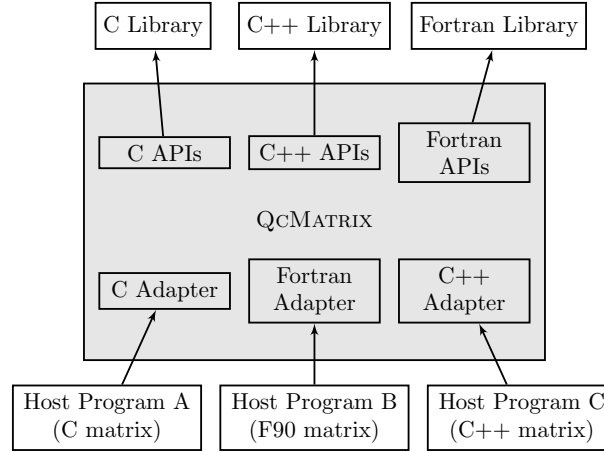 C Library
C++ Library
Fortran Library
C APIs
C++ APIs
Fortran
APIs
QcMatrix
C Adapter
Fortran
Adapter
C++
Adapter
Host Program A
(C matrix)
Host Program B
(F90 matrix)
Host Program C
(C++ matrix)